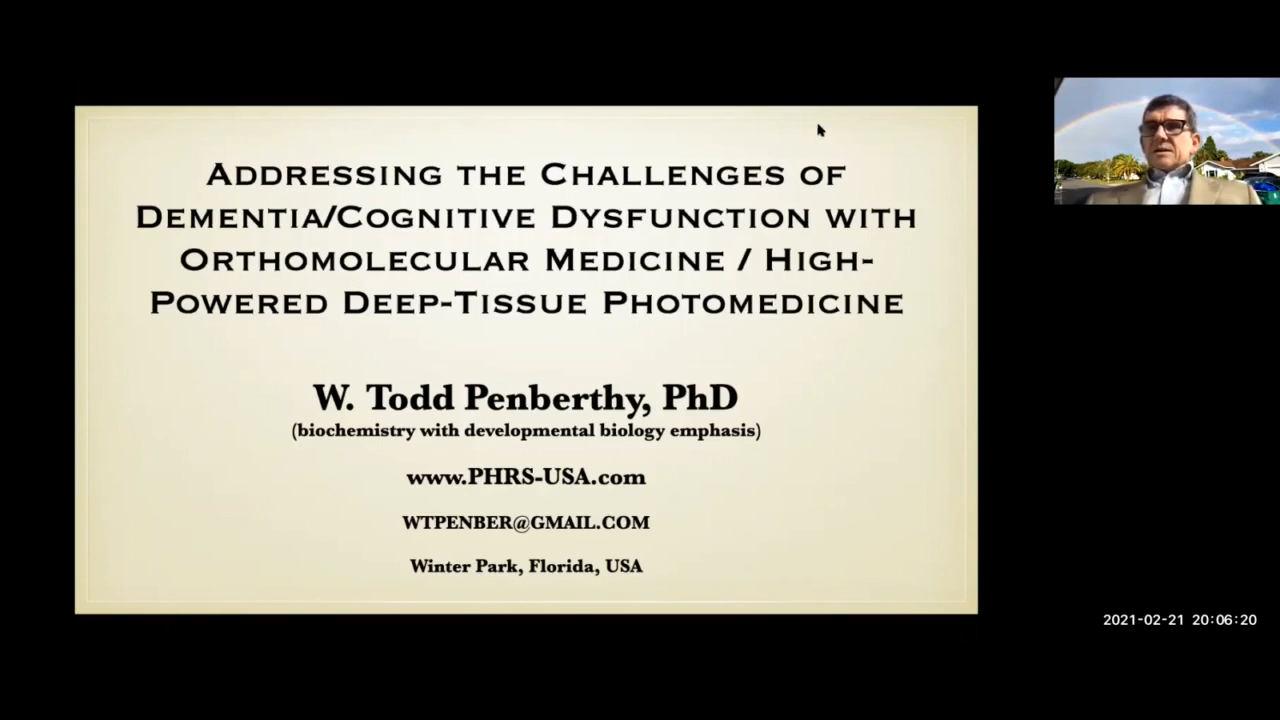 Addressing the Challenges of
Dementia/Cognitive Dysfunction with
Orthomolecular Medicine / High-
Powered Deep-Tissue Photomedicine
W. Todd Penberthy, PhD
(biochemistry with developmental biology emphasis)
www.PHRS-USA.com
WTPENBER@GMAIL.COM
Winter Park, Florida, USA
2021-02-21 20:06:20